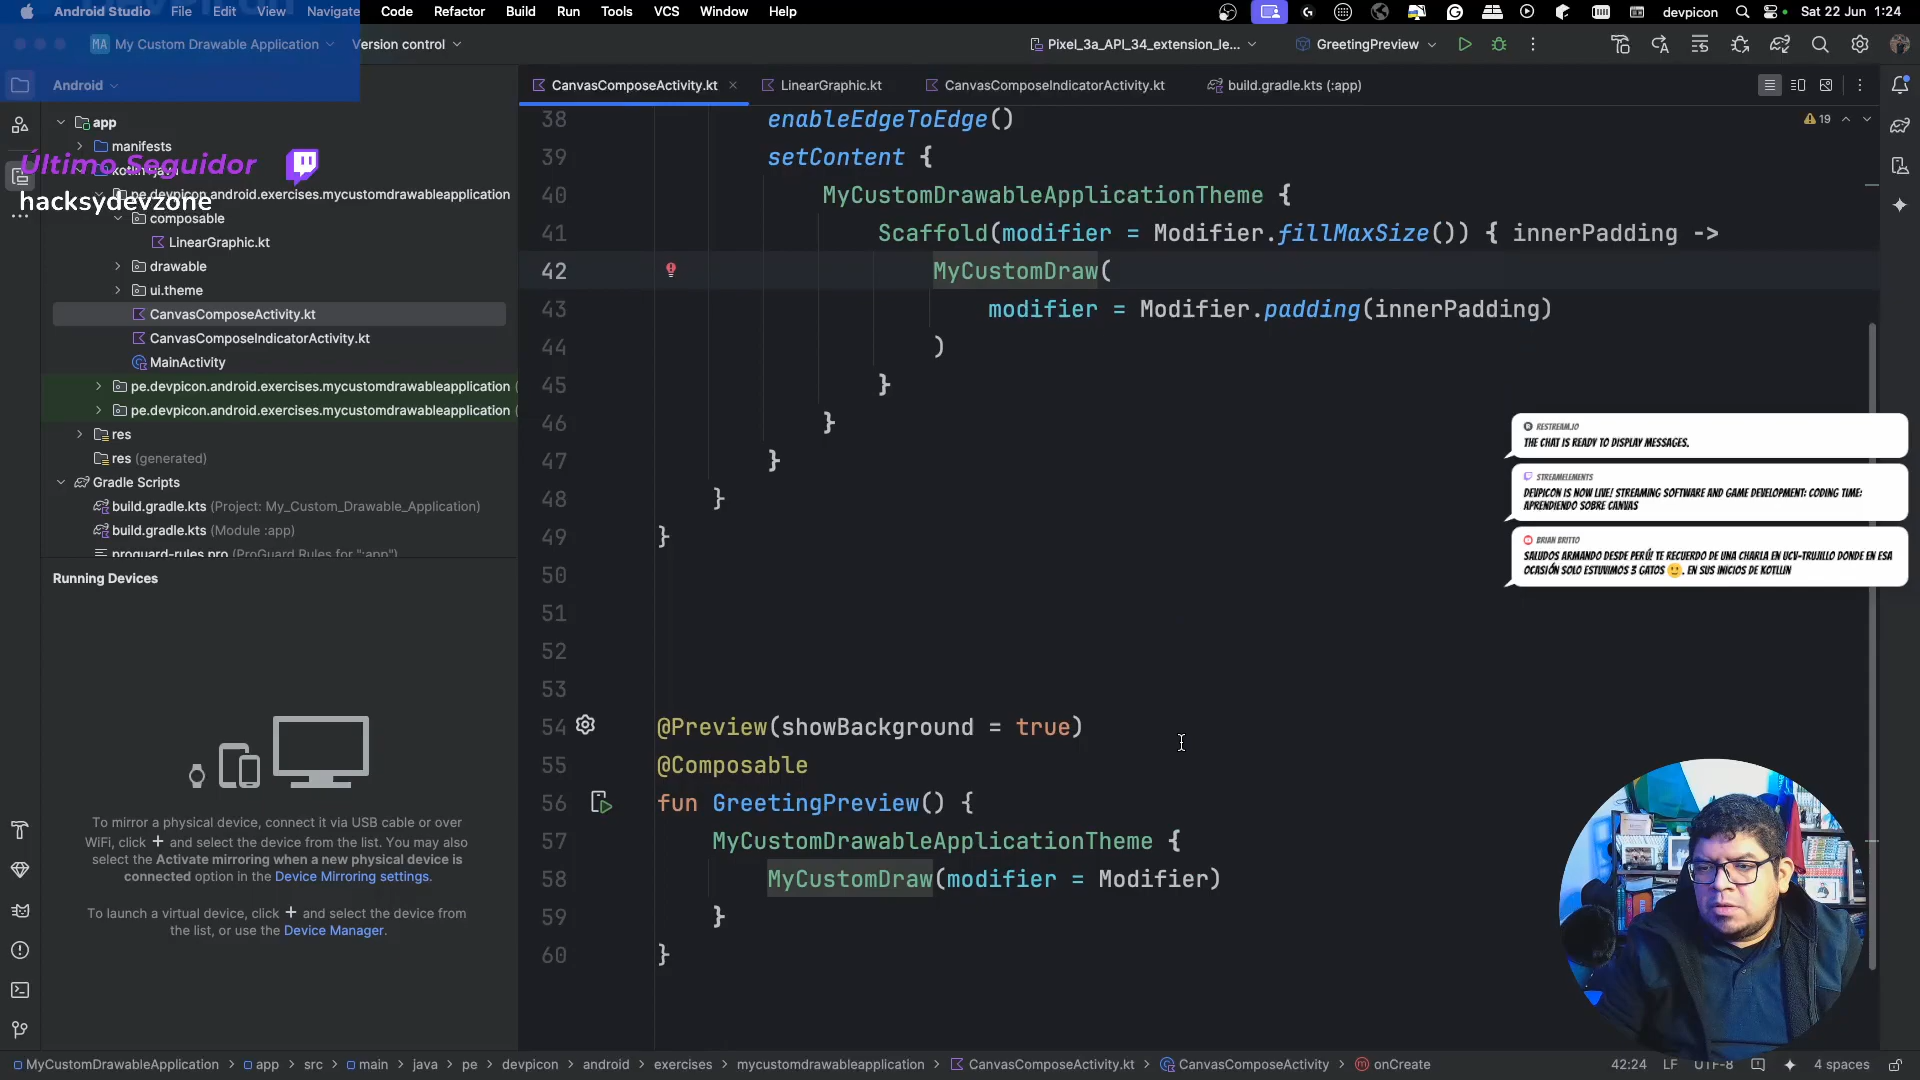 Android Studio File Edit View Navigate Code Refactor Build Run Tools VCS Window Help devpicon Sat 22 Jun 1:24
MA My Custom Drawable Application Version control Pixel_3a_API_34_extension_le... GreetingPreview
Android
CanvasComposeActivity.kt LinearGraphic.kt CanvasComposeIndicatorActivity.kt build.gradle.kts (:app)
app
manifests
Último Seguidor
pe.devpicon.android.exercises.mycustomdrawableapplication
hacksydevzone
composable
LinearGraphic.kt
drawable
ui.theme
CanvasComposeActivity.kt
CanvasComposeIndicatorActivity.kt
MainActivity
pe.devpicon.android.exercises.mycustomdrawableapplication (
pe.devpicon.android.exercises.mycustomdrawableapplication (
res
res (generated)
Gradle Scripts
build.gradle.kts (Project: My_Custom_Drawable_Application)
build.gradle.kts (Module :app)
proguard-rules.pro (ProGuard Rules for ":app")
Running Devices
To mirror a physical device, connect it via USB cable or over
WiFi, click + and select the device from the list. You may also
select the Activate mirroring when a new physical device is
connected option in the Device Mirroring settings.
To launch a virtual device, click + and select the device from
the list, or use the Device Manager.
19
38 enableEdgeToEdge()
39 setContent {
40 MyCustomDrawableApplicationTheme {
41 Scaffold(modifier = Modifier.fillMaxSize()) { innerPadding ->
42 MyCustomDraw(
43 modifier = Modifier.padding(innerPadding)
44 )
45 }
46 }
47 }
48 }
49 }
50
51
52
53
54 @Preview(showBackground = true)
55 @Composable
56 fun GreetingPreview() {
57 MyCustomDrawableApplicationTheme {
58 MyCustomDraw(modifier = Modifier)
59 }
60 }
RESTREAM.IO
THE CHAT IS READY TO DISPLAY MESSAGES.
STREAMELEMENTS
DEVPICON IS NOW LIVE! STREAMING SOFTWARE AND GAME DEVELOPMENT: CODING TIME:
APRENDIENDO SOBRE CANVAS
BRIAN BRITTO
SALUDOS ARMANDO DESDE PERÚ! TE RECUERDO DE UNA CHARLA EN UCV-TRUJILLO DONDE EN ESA
OCASIÓN SOLO ESTUVIMOS 3 GATOS 🙂. EN SUS INICIOS DE KOTLLIN
MyCustomDrawableApplication app src main java pe devpicon android exercises mycustomdrawableapplication CanvasComposeActivity.kt CanvasComposeActivity onCreate 42:24 LF UTF-8 4 spaces